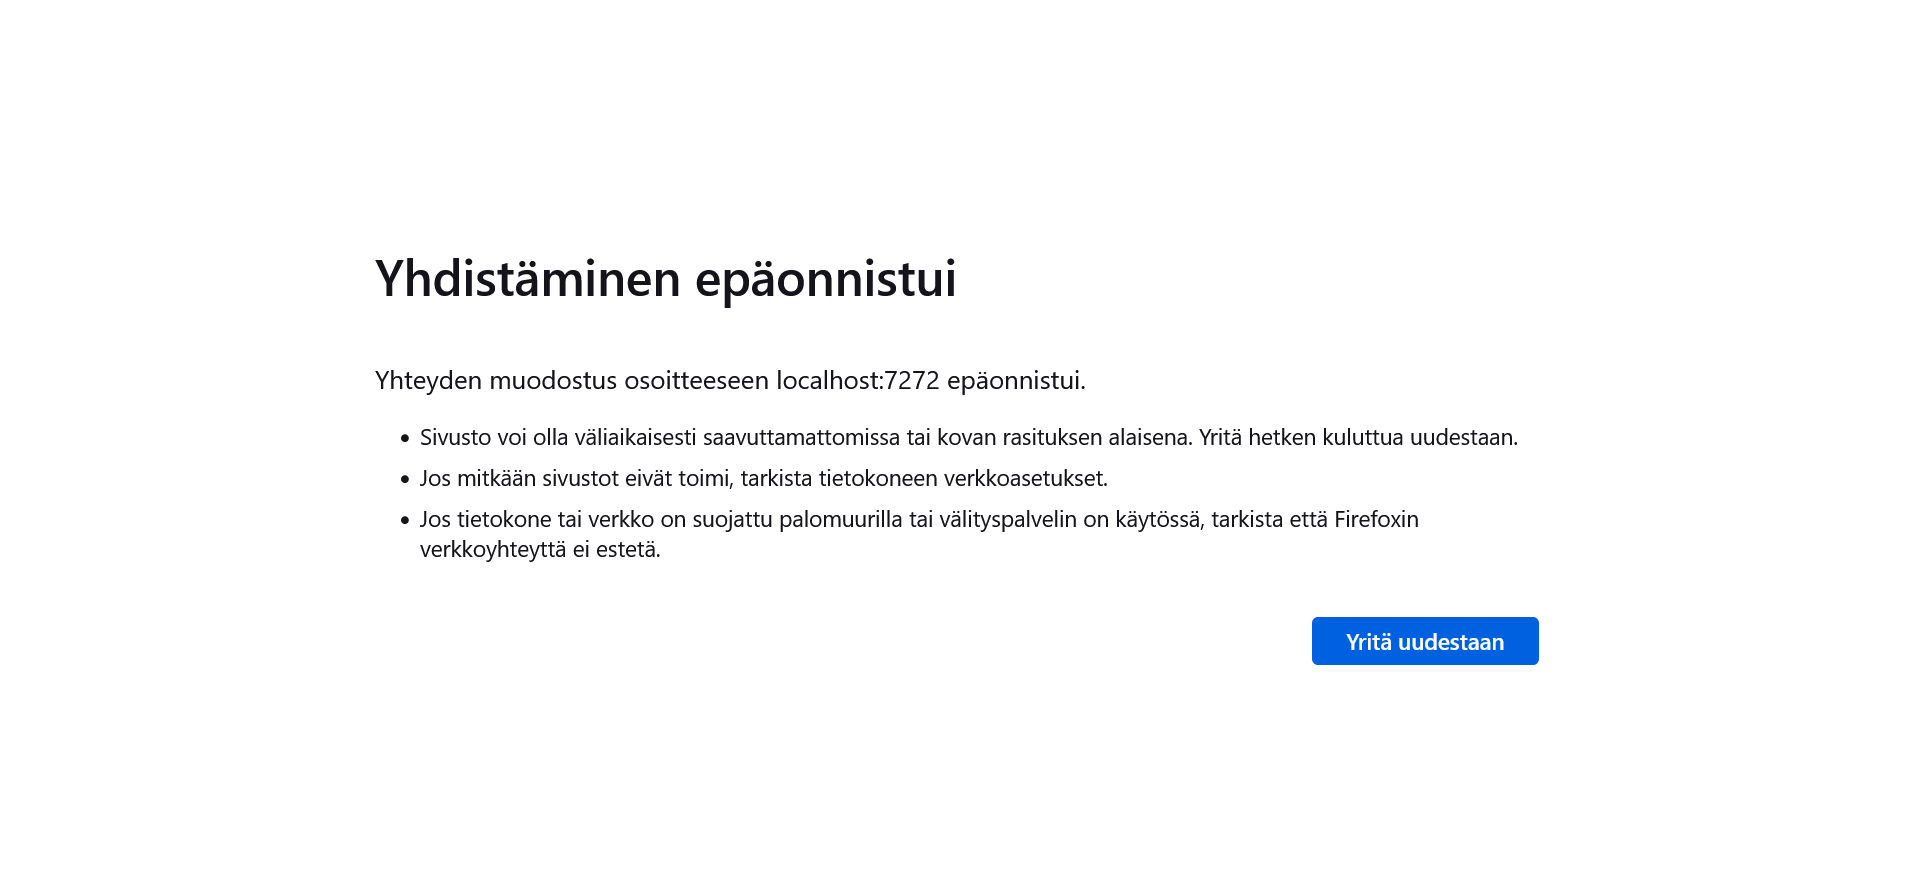 Yhdistäminen epäonnistui
Yhteyden muodostus osoitteeseen localhost:7272 epäonnistui.
• Sivusto voi olla väliaikaisesti saavuttamattomissa tai kovan rasituksen alaisena. Yritä hetken kuluttua uudestaan.
• Jos mitkään sivustot eivät toimi, tarkista tietokoneen verkkoasetukset.
• Jos tietokone tai verkko on suojattu palomuurilla tai välityspalvelin on käytössä, tarkista että Firefoxin
verkkoyhteyttä ei estetä.
Yritä uudestaan